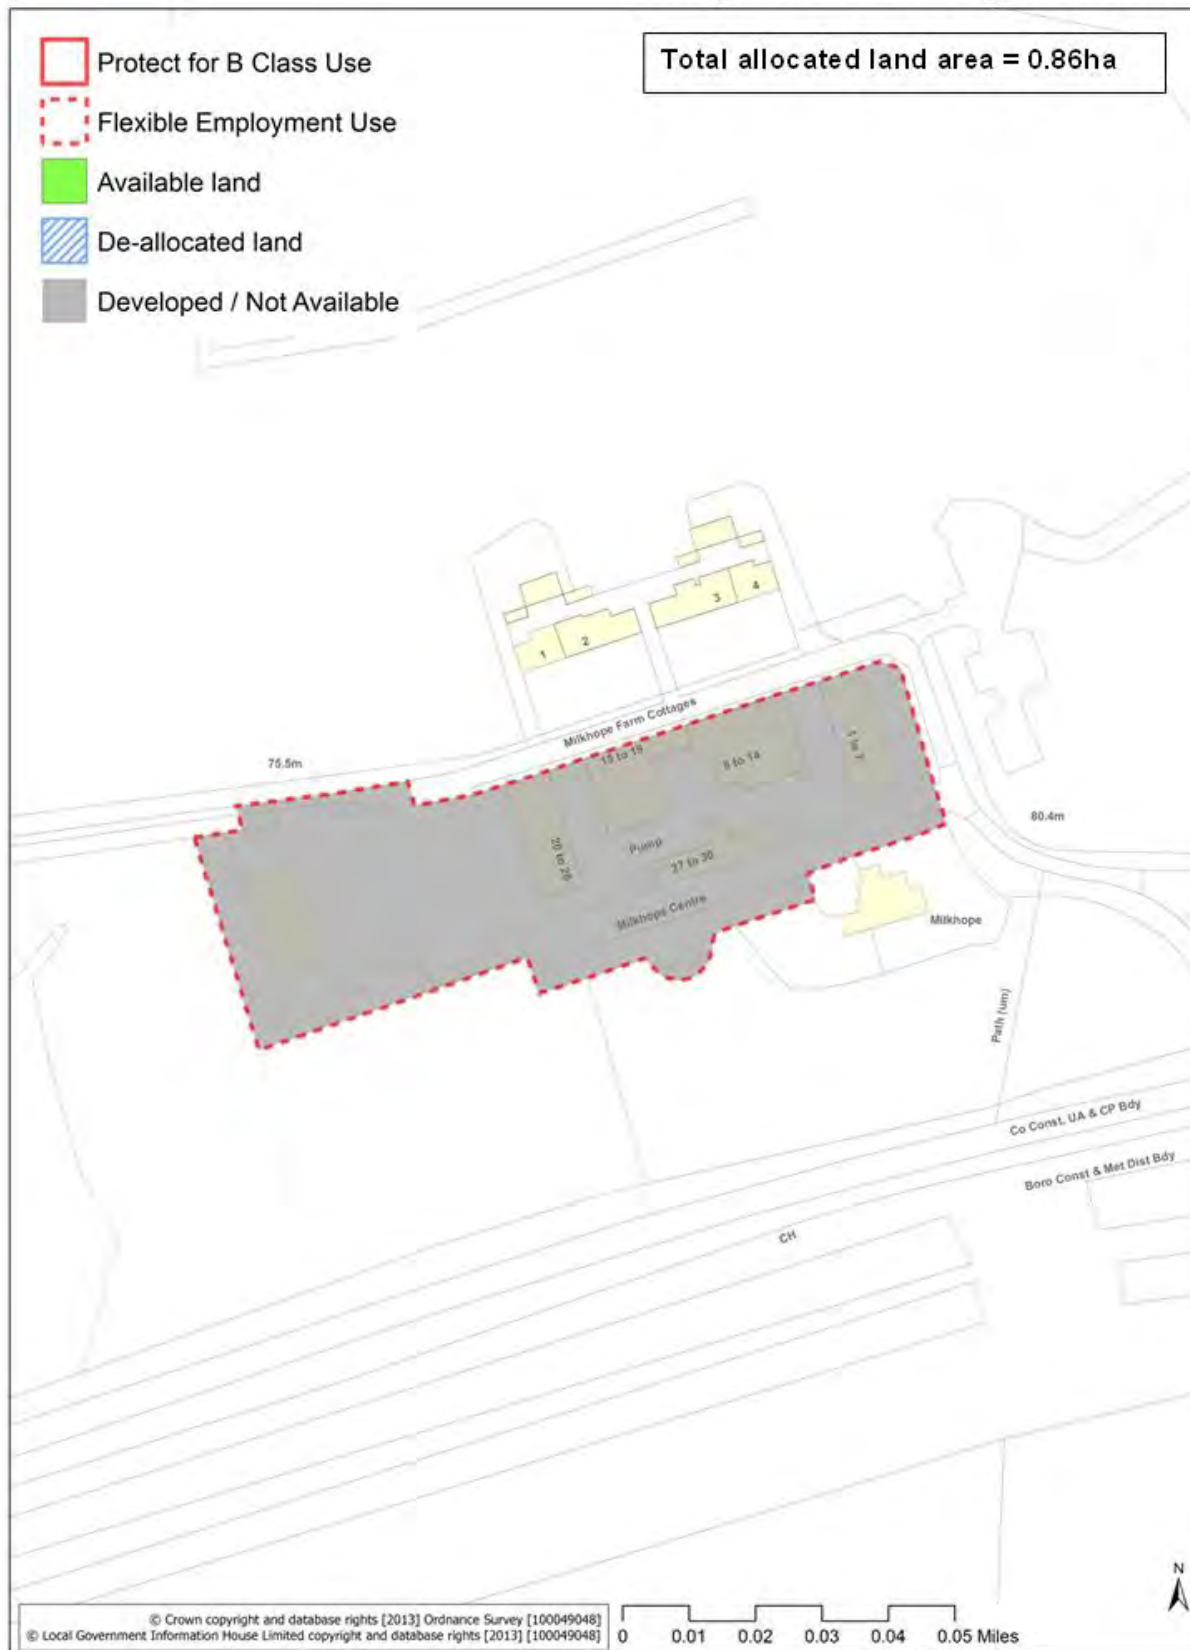 Protect for B Class Use
Total allocated land area = 0.86ha
Flexible Employment Use
Available land
De-allocated land
Developed / Not Available
1
2
3
4
Milkhope Farm Cottages
75.5m
15 to 19
8 to 14
1 to 7
80.4m
20 to 26
Pump
27 to 30
Milkhope Centre
Milkhope
Path (um)
Co Const, UA & CP Bdy
Boro Const & Met Dist Bdy
CH
N
© Crown copyright and database rights [2013] Ordnance Survey [100049048]
© Local Government Information House Limited copyright and database rights [2013] [100049048]
0 0.01 0.02 0.03 0.04 0.05 Miles